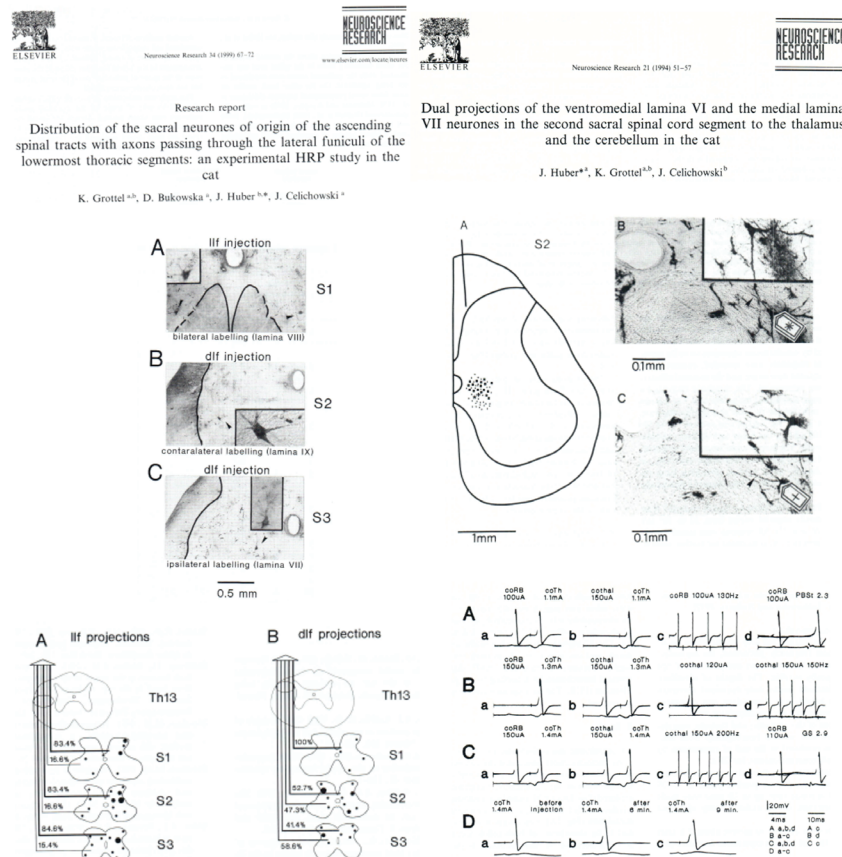 ELSEVIER
Neuroscience Research 34 (1999) 67-72
NEUROSCIENCE
RESEARCH
www.elsevier.com/locate/neures
Research report
Distribution of the sacral neurones of origin of the ascending
spinal tracts with axons passing through the lateral funiculi of the
lowermost thoracic segments: an experimental HRP study in the
cat
K. Grottel a,b, D. Bukowska a, J. Huber b,*, J. Celichowski a
A
llf injection
S1
bilateral labelling (lamina VIII)
B
dlf injection
S2
contaralateral labelling (lamina IX)
C
dlf injection
S3
ipsilateral labelling (lamina VII)
0.5 mm
A
llf projections
Th13
83.4%
S1
16.6%
83.4%
S2
16.6%
84.6%
S3
15.4%
B
dlf projections
Th13
100%
S1
52.7%
S2
47.3%
41.4%
S3
58.6%
ELSEVIER
Neuroscience Research 21 (1994) 51-57
NEUROSCIENCE
RESEARCH
Dual projections of the ventromedial lamina VI and the medial lamina
VII neurones in the second sacral spinal cord segment to the thalamus
and the cerebellum in the cat
J. Huber*a, K. Grottel a,b, J. Celichowski b
A
S2
1mm
B
0.1mm
C
0.1mm
coRB 100uA coTh 1.1mA cothal 150uA coTh 1.1mA coRB 100uA 130Hz coRB 100uA PBSt 2.3
A
a b c d
coRB 150uA coTh 1.3mA cothal 150uA coTh 1.3mA cothal 120uA cothal 150uA 150Hz
B
a b c d
coRB 150uA coTh 1.4mA cothal 150uA coTh 1.4mA cothal 150uA 200Hz coRB 110uA GS 2.9
C
a b c d
coTh 1.4mA before injection coTh 1.4mA after 6 min. coTh 1.4mA after 9 min.
D
a b c
20mV
4ms 10ms
A a,b,d A c
B a-c B d
C a,b,d C c
D a-c